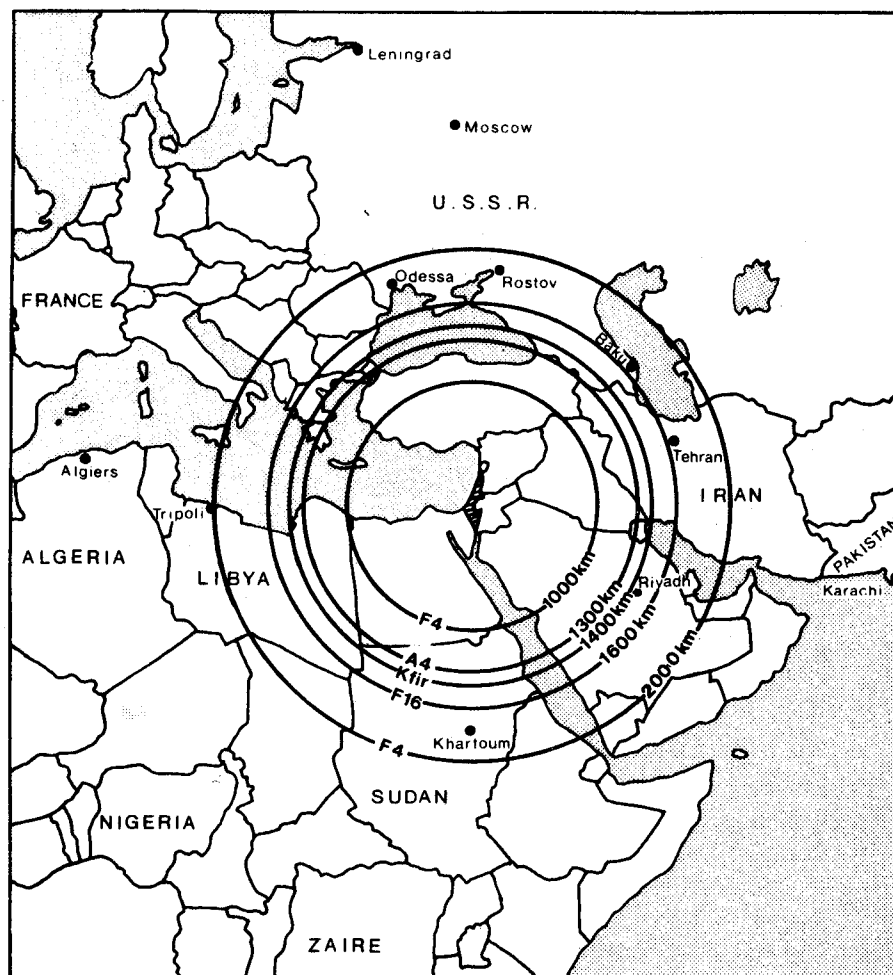 Leningrad
Moscow
U.S.S.R.
Odessa
Rostov
FRANCE
Baku
Algiers
Tehran
Tripoli
IRAN
ALGERIA
LIBYA
PAKISTAN
Karachi
Riyadh
1000km
F4
1300km
1400km
A4
1600km
Kfir
2000km
F16
Khartoum
F4
SUDAN
NIGERIA
ZAIRE